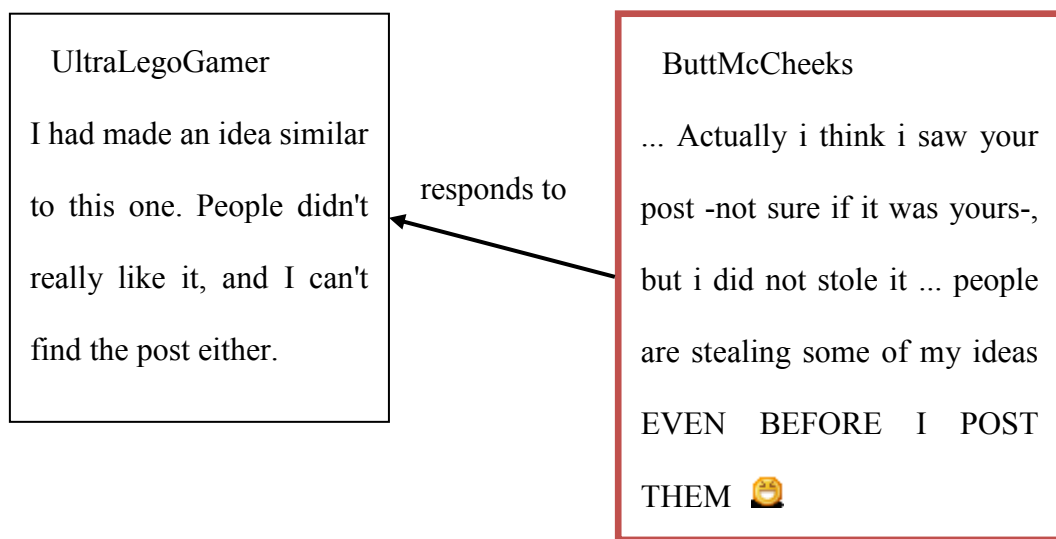 UltraLegoGamer
I had made an idea similar
to this one. People didn't
really like it, and I can't
find the post either.
responds to
ButtMcCheeks
... Actually i think i saw your
post -not sure if it was yours-,
but i did not stole it ... people
are stealing some of my ideas
EVEN BEFORE I POST
THEM